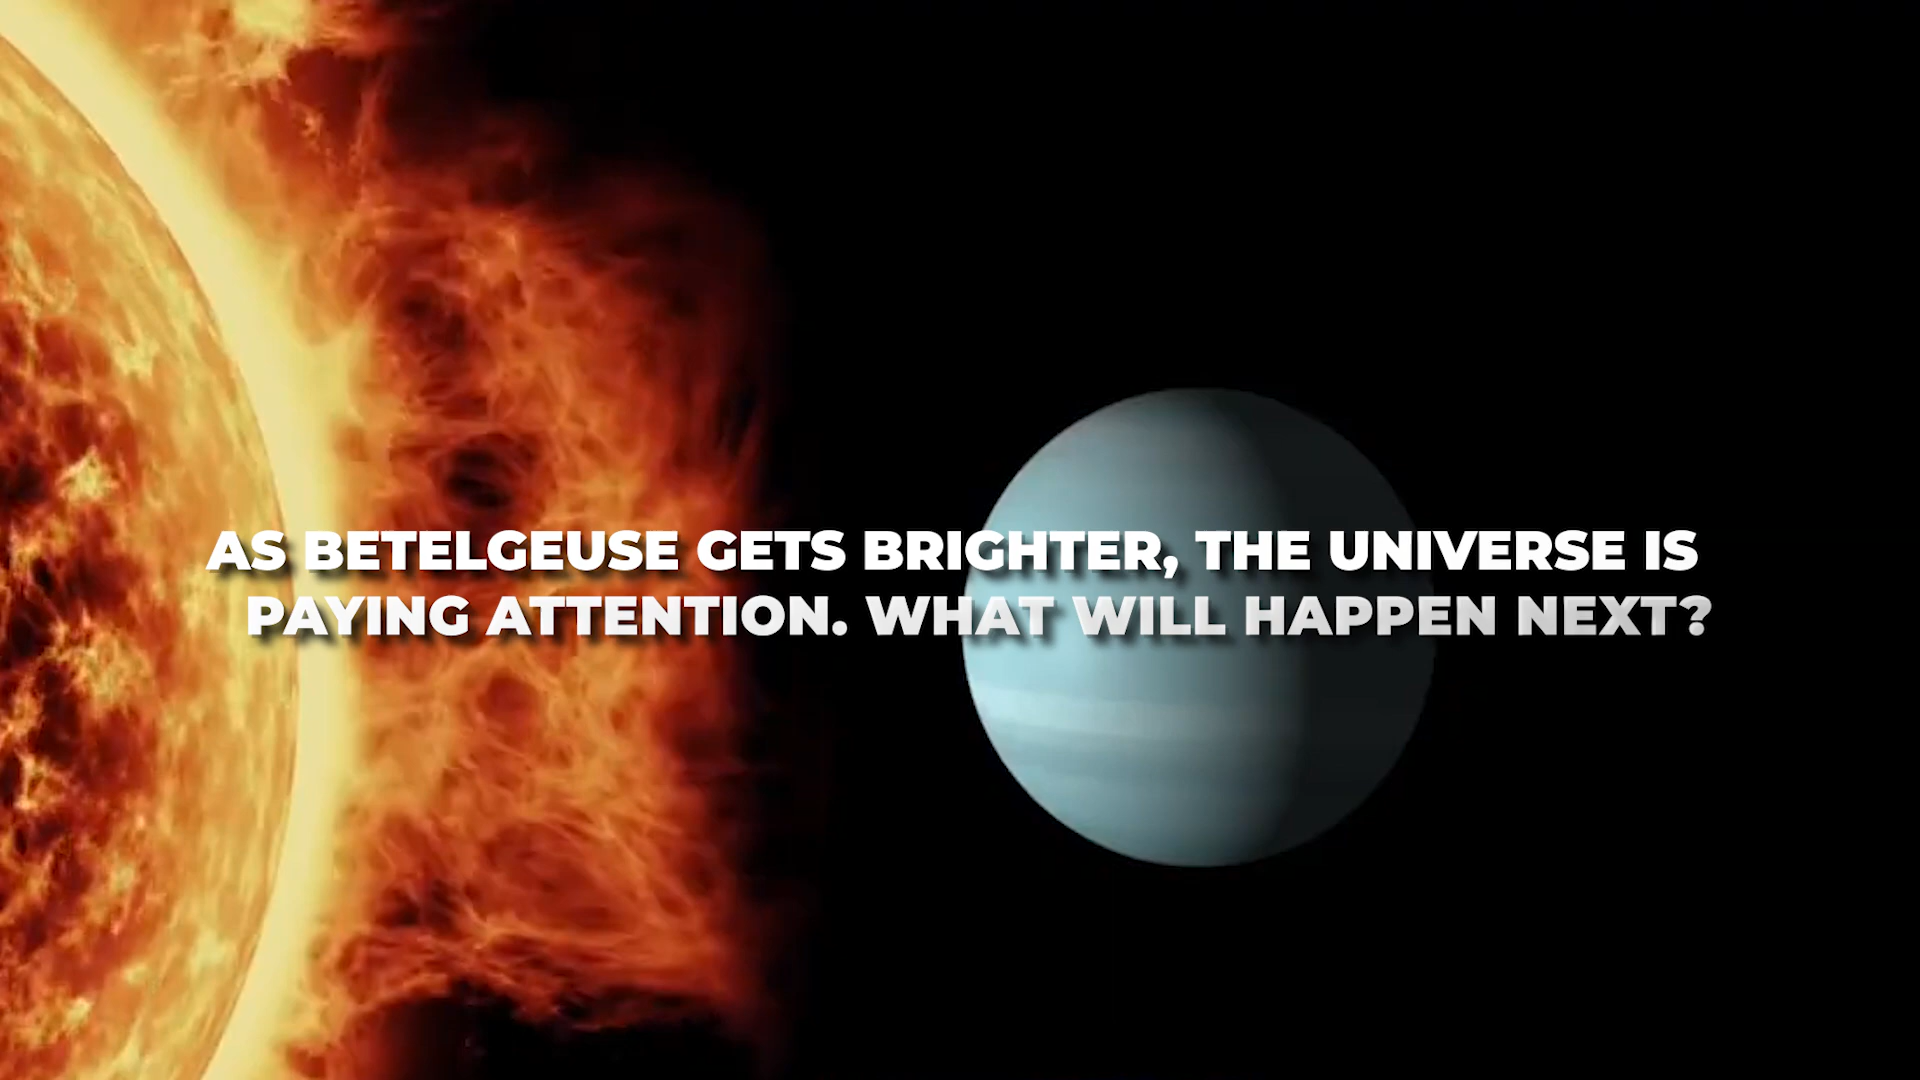 AS BETELGEUSE GETS BRIGHTER, THE UNIVERSE IS
PAYING ATTENTION. WHAT WILL HAPPEN NEXT?